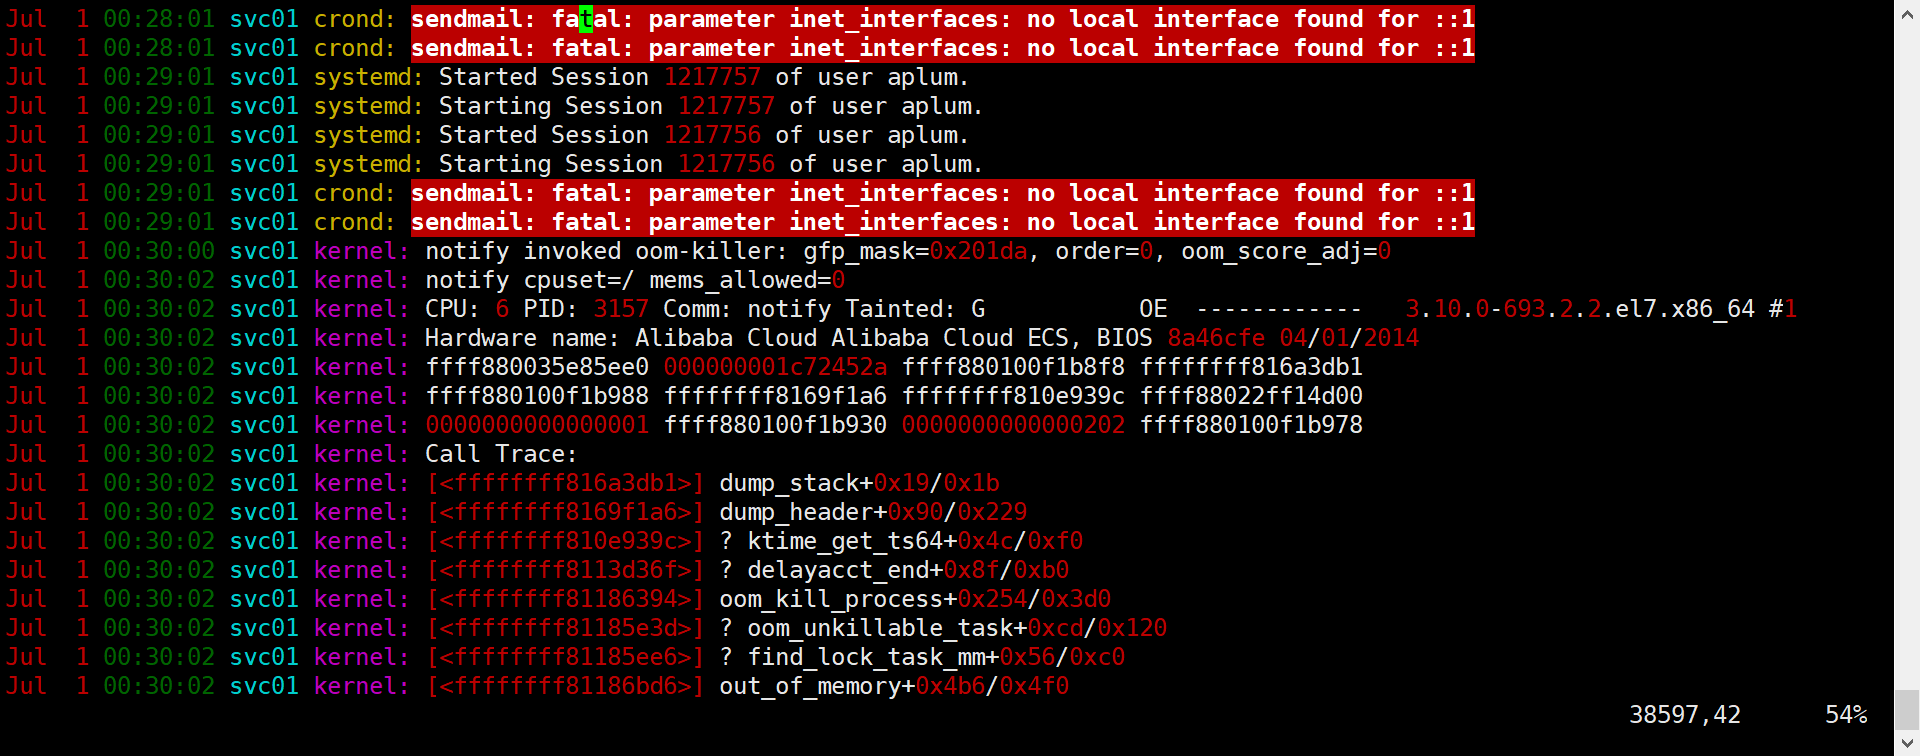 Jul  1 00:28:01 svc01 crond: sendmail: fatal: parameter inet_interfaces: no local interface found for ::1
Jul  1 00:28:01 svc01 crond: sendmail: fatal: parameter inet_interfaces: no local interface found for ::1
Jul  1 00:29:01 svc01 systemd: Started Session 1217757 of user aplum.
Jul  1 00:29:01 svc01 systemd: Starting Session 1217757 of user aplum.
Jul  1 00:29:01 svc01 systemd: Started Session 1217756 of user aplum.
Jul  1 00:29:01 svc01 systemd: Starting Session 1217756 of user aplum.
Jul  1 00:29:01 svc01 crond: sendmail: fatal: parameter inet_interfaces: no local interface found for ::1
Jul  1 00:29:01 svc01 crond: sendmail: fatal: parameter inet_interfaces: no local interface found for ::1
Jul  1 00:30:00 svc01 kernel: notify invoked oom-killer: gfp_mask=0x201da, order=0, oom_score_adj=0
Jul  1 00:30:02 svc01 kernel: notify cpuset=/ mems_allowed=0
Jul  1 00:30:02 svc01 kernel: CPU: 6 PID: 3157 Comm: notify Tainted: G           OE  ------------   3.10.0-693.2.2.el7.x86_64 #1
Jul  1 00:30:02 svc01 kernel: Hardware name: Alibaba Cloud Alibaba Cloud ECS, BIOS 8a46cfe 04/01/2014
Jul  1 00:30:02 svc01 kernel: ffff880035e85ee0 000000001c72452a ffff880100f1b8f8 ffffffff816a3db1
Jul  1 00:30:02 svc01 kernel: ffff880100f1b988 ffffffff8169f1a6 ffffffff810e939c ffff88022ff14d00
Jul  1 00:30:02 svc01 kernel: 0000000000000001 ffff880100f1b930 0000000000000202 ffff880100f1b978
Jul  1 00:30:02 svc01 kernel: Call Trace:
Jul  1 00:30:02 svc01 kernel: [<ffffffff816a3db1>] dump_stack+0x19/0x1b
Jul  1 00:30:02 svc01 kernel: [<ffffffff8169f1a6>] dump_header+0x90/0x229
Jul  1 00:30:02 svc01 kernel: [<ffffffff810e939c>] ? ktime_get_ts64+0x4c/0xf0
Jul  1 00:30:02 svc01 kernel: [<ffffffff8113d36f>] ? delayacct_end+0x8f/0xb0
Jul  1 00:30:02 svc01 kernel: [<ffffffff81186394>] oom_kill_process+0x254/0x3d0
Jul  1 00:30:02 svc01 kernel: [<ffffffff81185e3d>] ? oom_unkillable_task+0xcd/0x120
Jul  1 00:30:02 svc01 kernel: [<ffffffff81185ee6>] ? find_lock_task_mm+0x56/0xc0
Jul  1 00:30:02 svc01 kernel: [<ffffffff81186bd6>] out_of_memory+0x4b6/0x4f0
38597,42      54%